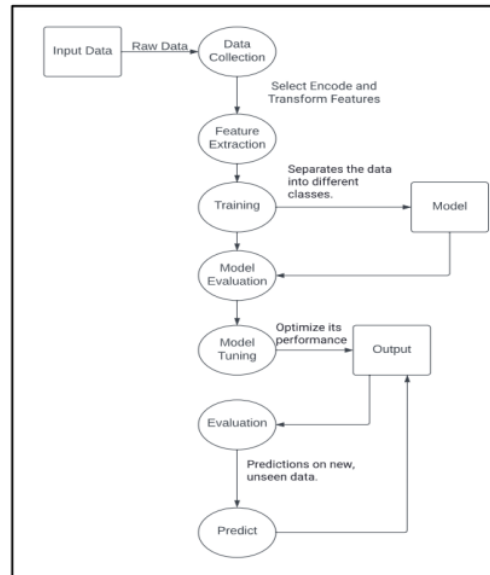 Input Data
Raw Data
Data
Collection
Select Encode and
Transform Features
Feature
Extraction
Separates the data
into different
classes.
Training
Model
Model
Evaluation
Optimize its
performance
Model
Tuning
Output
Evaluation
Predictions on new,
unseen data.
Predict